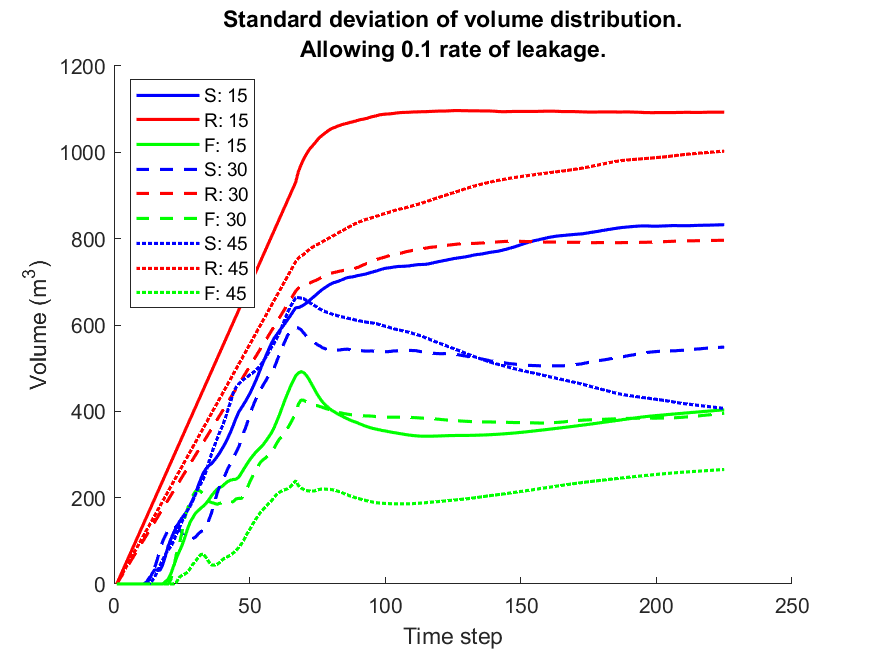 Standard deviation of volume distribution.
Allowing 0.1 rate of leakage.
1200
1000
800
600
400
200
0
Volume (m³)
S: 15
R: 15
F: 15
S: 30
R: 30
F: 30
S: 45
R: 45
F: 45
0 50 100 150 200 250
Time step